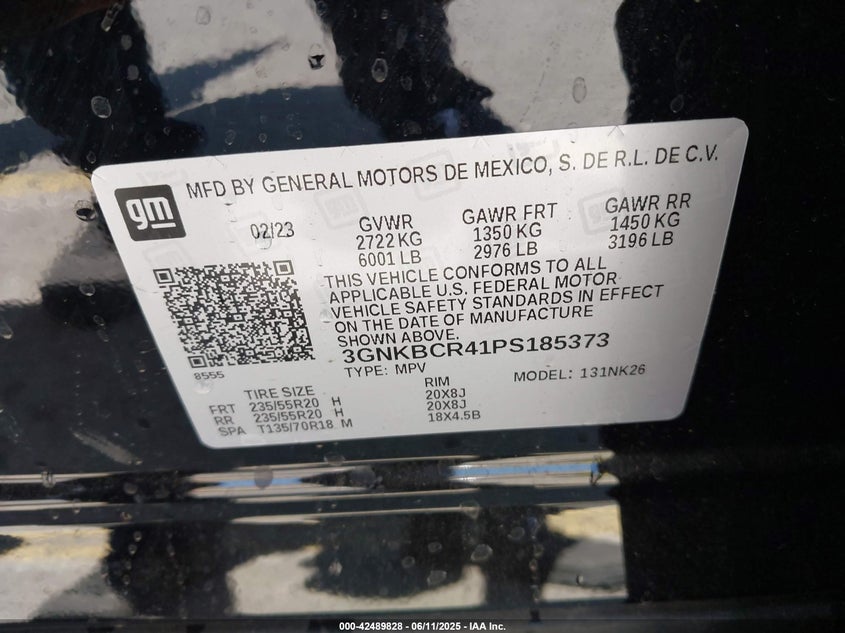 gm
MFD BY GENERAL MOTORS DE MEXICO, S. DE R.L. DE C.V.
02/23
GVWR
2722 KG
6001 LB
GAWR FRT
1350 KG
2976 LB
GAWR RR
1450 KG
3196 LB
THIS VEHICLE CONFORMS TO ALL
APPLICABLE U.S. FEDERAL MOTOR
VEHICLE SAFETY STANDARDS IN EFFECT
ON THE DATE OF MANUFACTURE
SHOWN ABOVE.
3GNKBCR41PS185373
8555
TYPE: MPV
MODEL: 131NK26
TIRE SIZE RIM
FRT 235/55R20 H 20X8J
RR 235/55R20 H 20X8J
SPA T135/70R18 M 18X4.5B
000-42489828 - 06/11/2025 - IAA Inc.